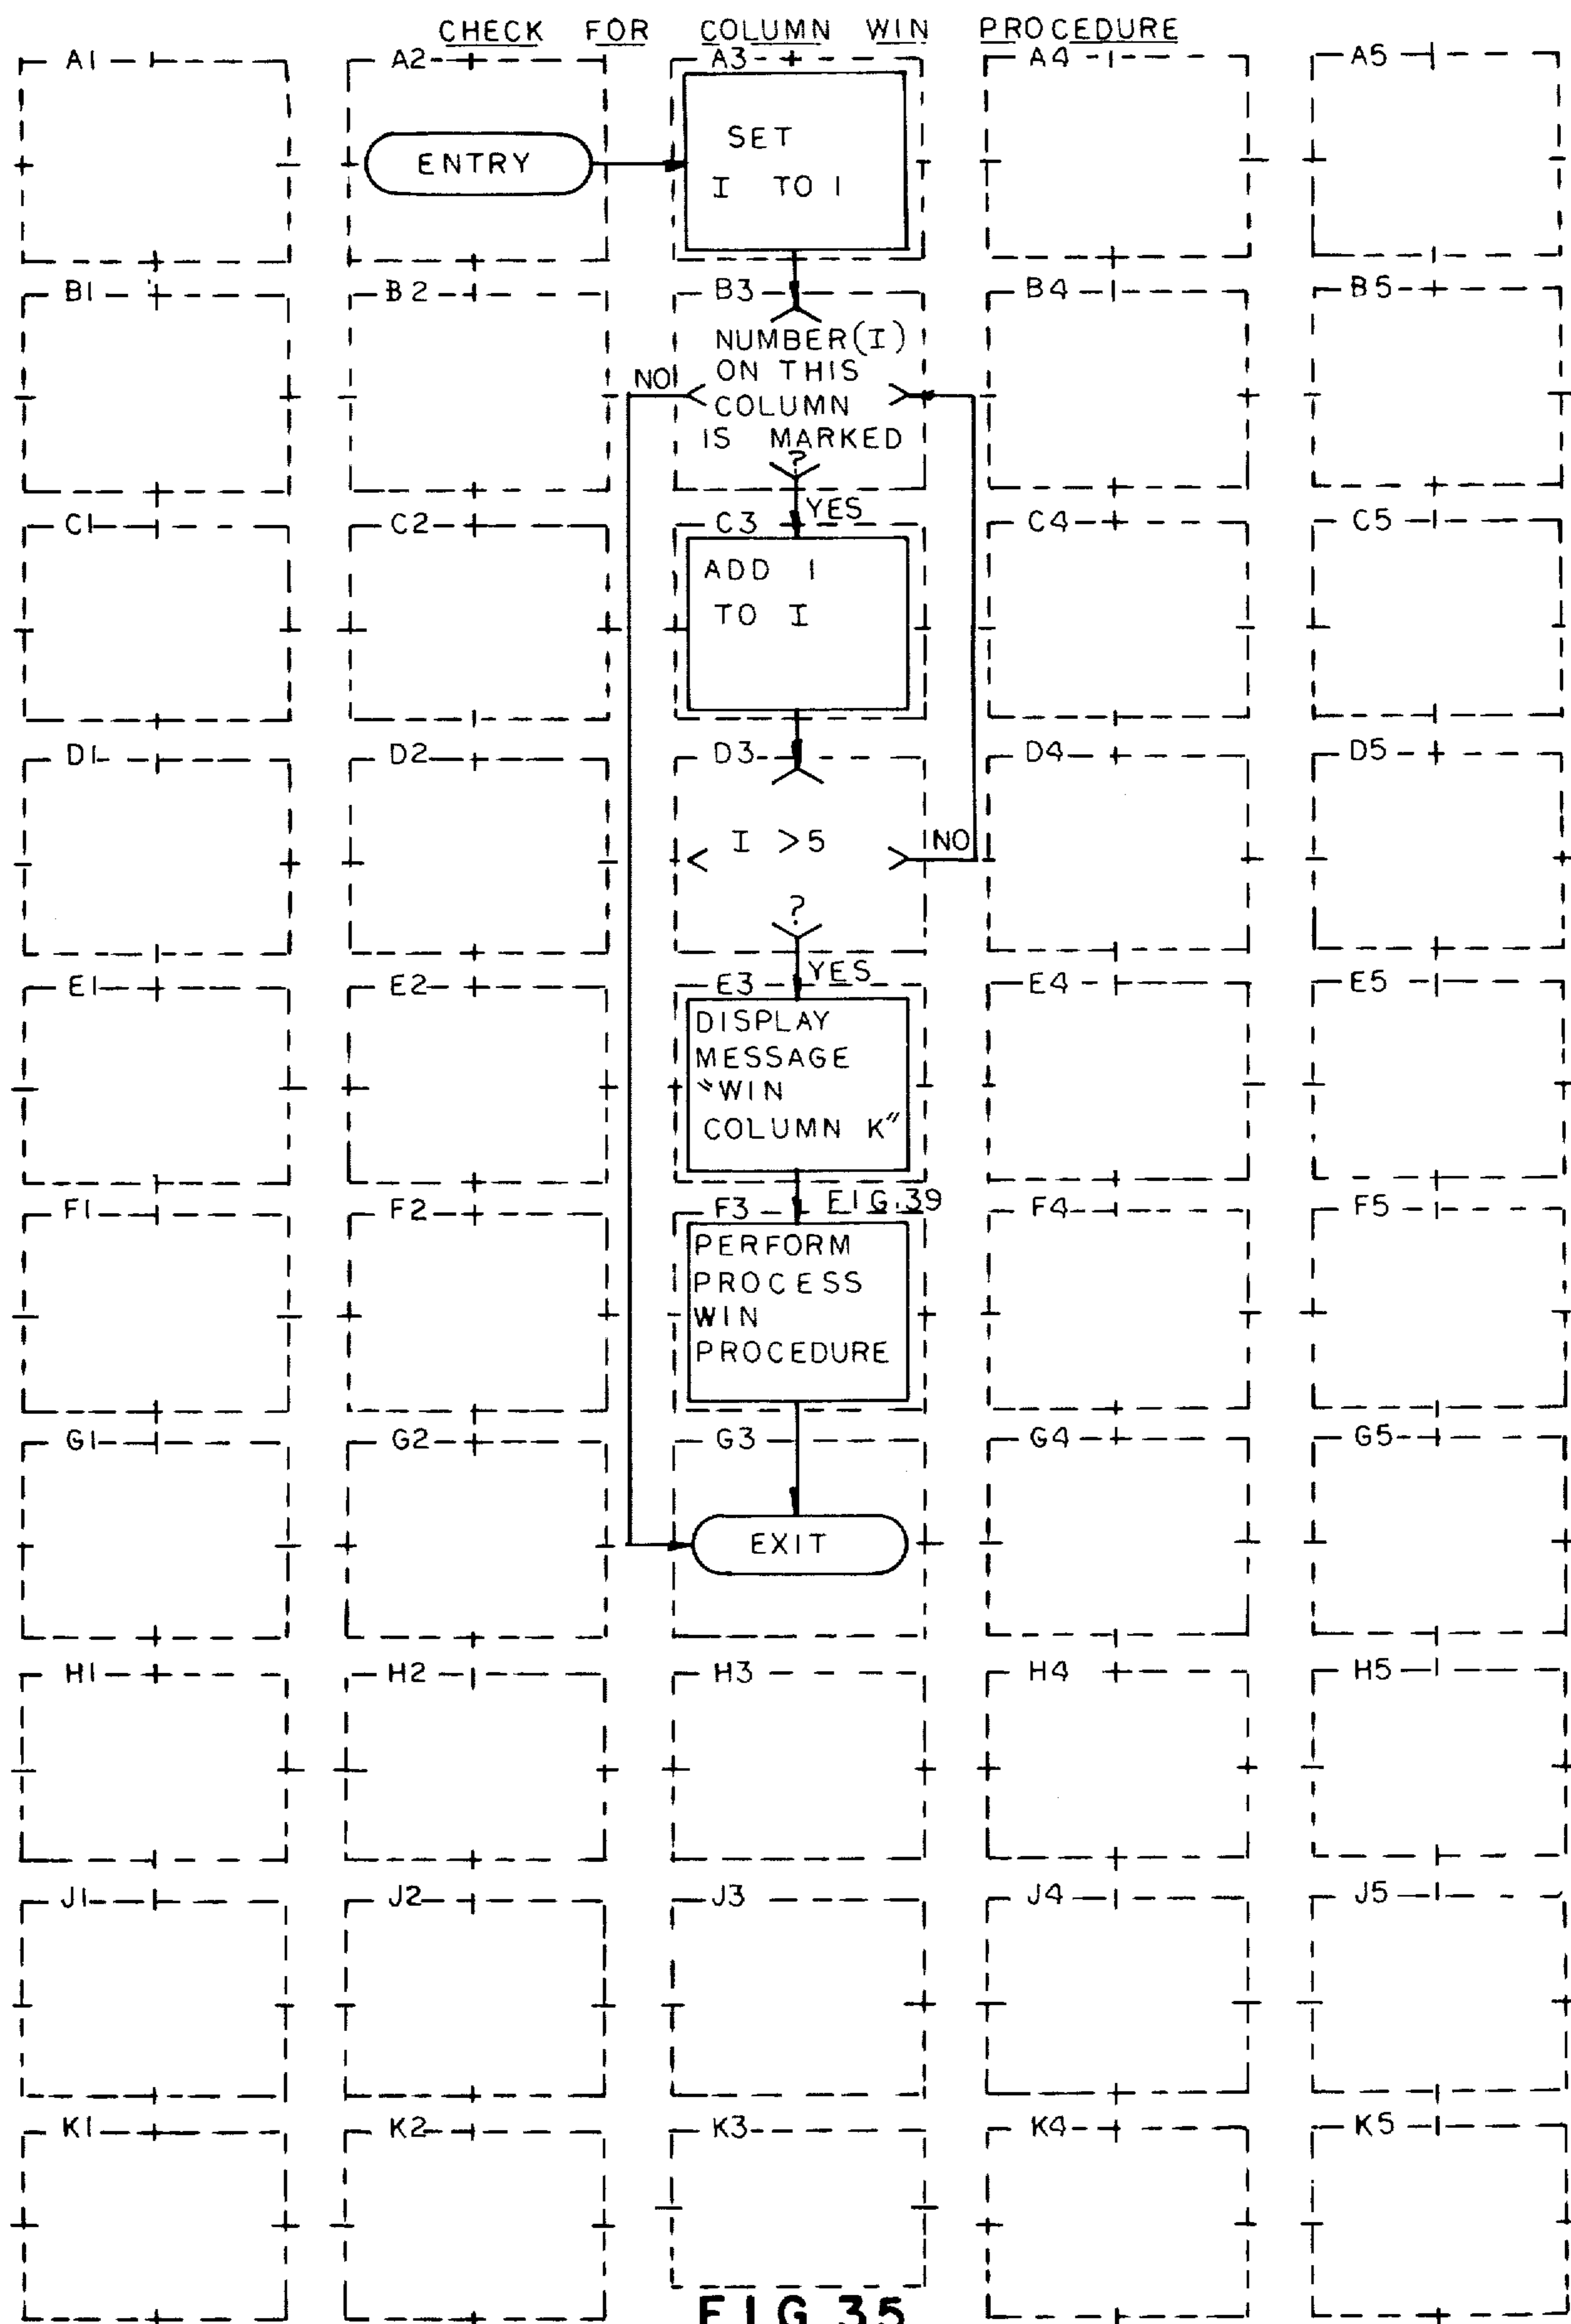 CHECK FOR COLUMN WIN PROCEDURE
A1 A2 A3 A4 A5
ENTRY
SET
I TO 1
B1 B2 B3 B4 B5
NUMBER(I)
ON THIS
COLUMN
IS MARKED
?
NO
YES
C1 C2 C3 C4 C5
ADD 1
TO I
D1 D2 D3 D4 D5
I >5
?
NO
YES
E1 E2 E3 E4 E5
DISPLAY
MESSAGE
"WIN
COLUMN K"
FIG.39
F1 F2 F3 F4 F5
PERFORM
PROCESS
WIN
PROCEDURE
G1 G2 G3 G4 G5
EXIT
H1 H2 H3 H4 H5
J1 J2 J3 J4 J5
K1 K2 K3 K4 K5
FIG.35